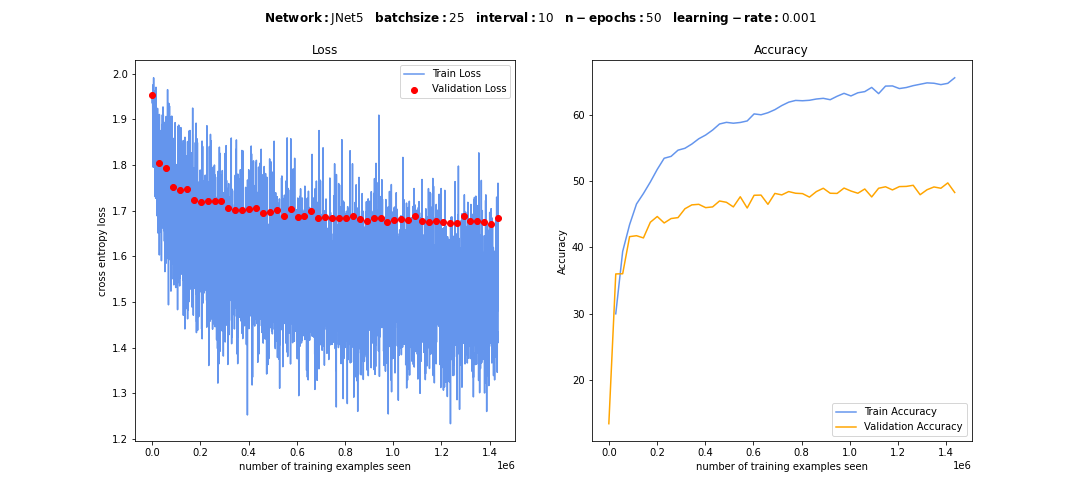 Network: JNet5 batchsize: 25 interval: 10 n − epochs: 50 learning − rate: 0.001
Loss
Accuracy
2.0
1.9
1.8
1.7
1.6
1.5
1.4
1.3
1.2
cross entropy loss
Train Loss
Validation Loss
0.0 0.2 0.4 0.6 0.8 1.0 1.2 1.4
1e6
number of training examples seen
60
50
40
30
20
Accuracy
Train Accuracy
Validation Accuracy
0.0 0.2 0.4 0.6 0.8 1.0 1.2 1.4
1e6
number of training examples seen